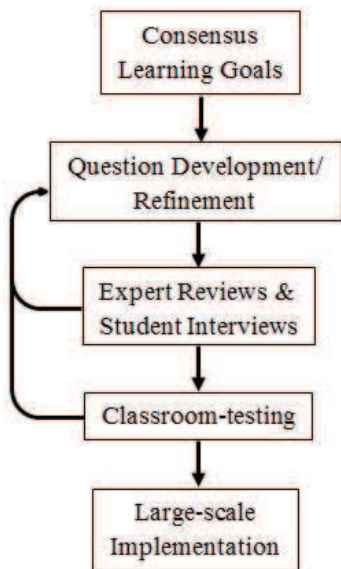 Consensus
Learning Goals
Question Development/
Refinement
Expert Reviews &
Student Interviews
Classroom-testing
Large-scale
Implementation